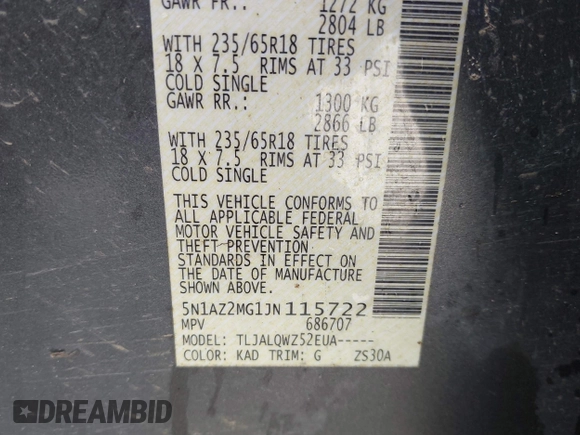 GAWR FR.: 1272 KG
2804 LB
WITH 235/65R18 TIRES
18 X 7.5 RIMS AT 33 PSI
COLD SINGLE
GAWR RR.: 1300 KG
2866 LB
WITH 235/65R18 TIRES
18 X 7.5 RIMS AT 33 PSI
COLD SINGLE
THIS VEHICLE CONFORMS TO
ALL APPLICABLE FEDERAL
MOTOR VEHICLE SAFETY AND
THEFT PREVENTION
STANDARDS IN EFFECT ON
THE DATE OF MANUFACTURE
SHOWN ABOVE.
5N1AZ2MG1JN115722
MPV 686707
MODEL: TLJALQWZ52EUA-----
COLOR: KAD TRIM: G ZS30A
DREAMBID